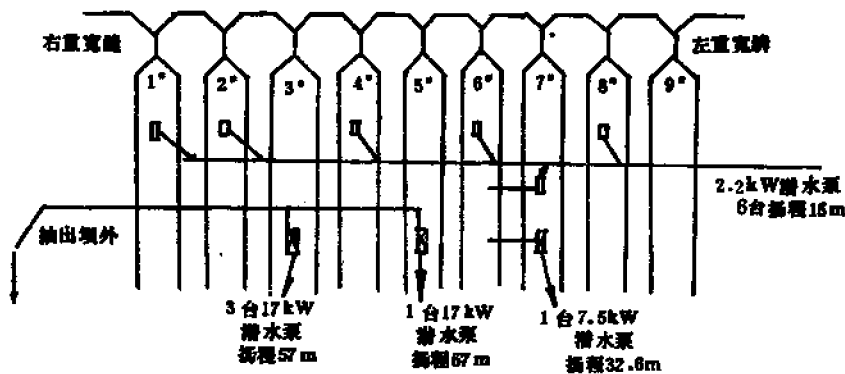 右重宽缝
左重宽缝
1# 2# 3# 4# 5# 6# 7# 8# 9#
2.2kW潜水泵
6台扬程15m
抽出坝外
3台17kW
潜水泵
扬程57m
1台17kW
潜水泵
扬程67m
1台7.5kW
潜水泵
扬程32.6m